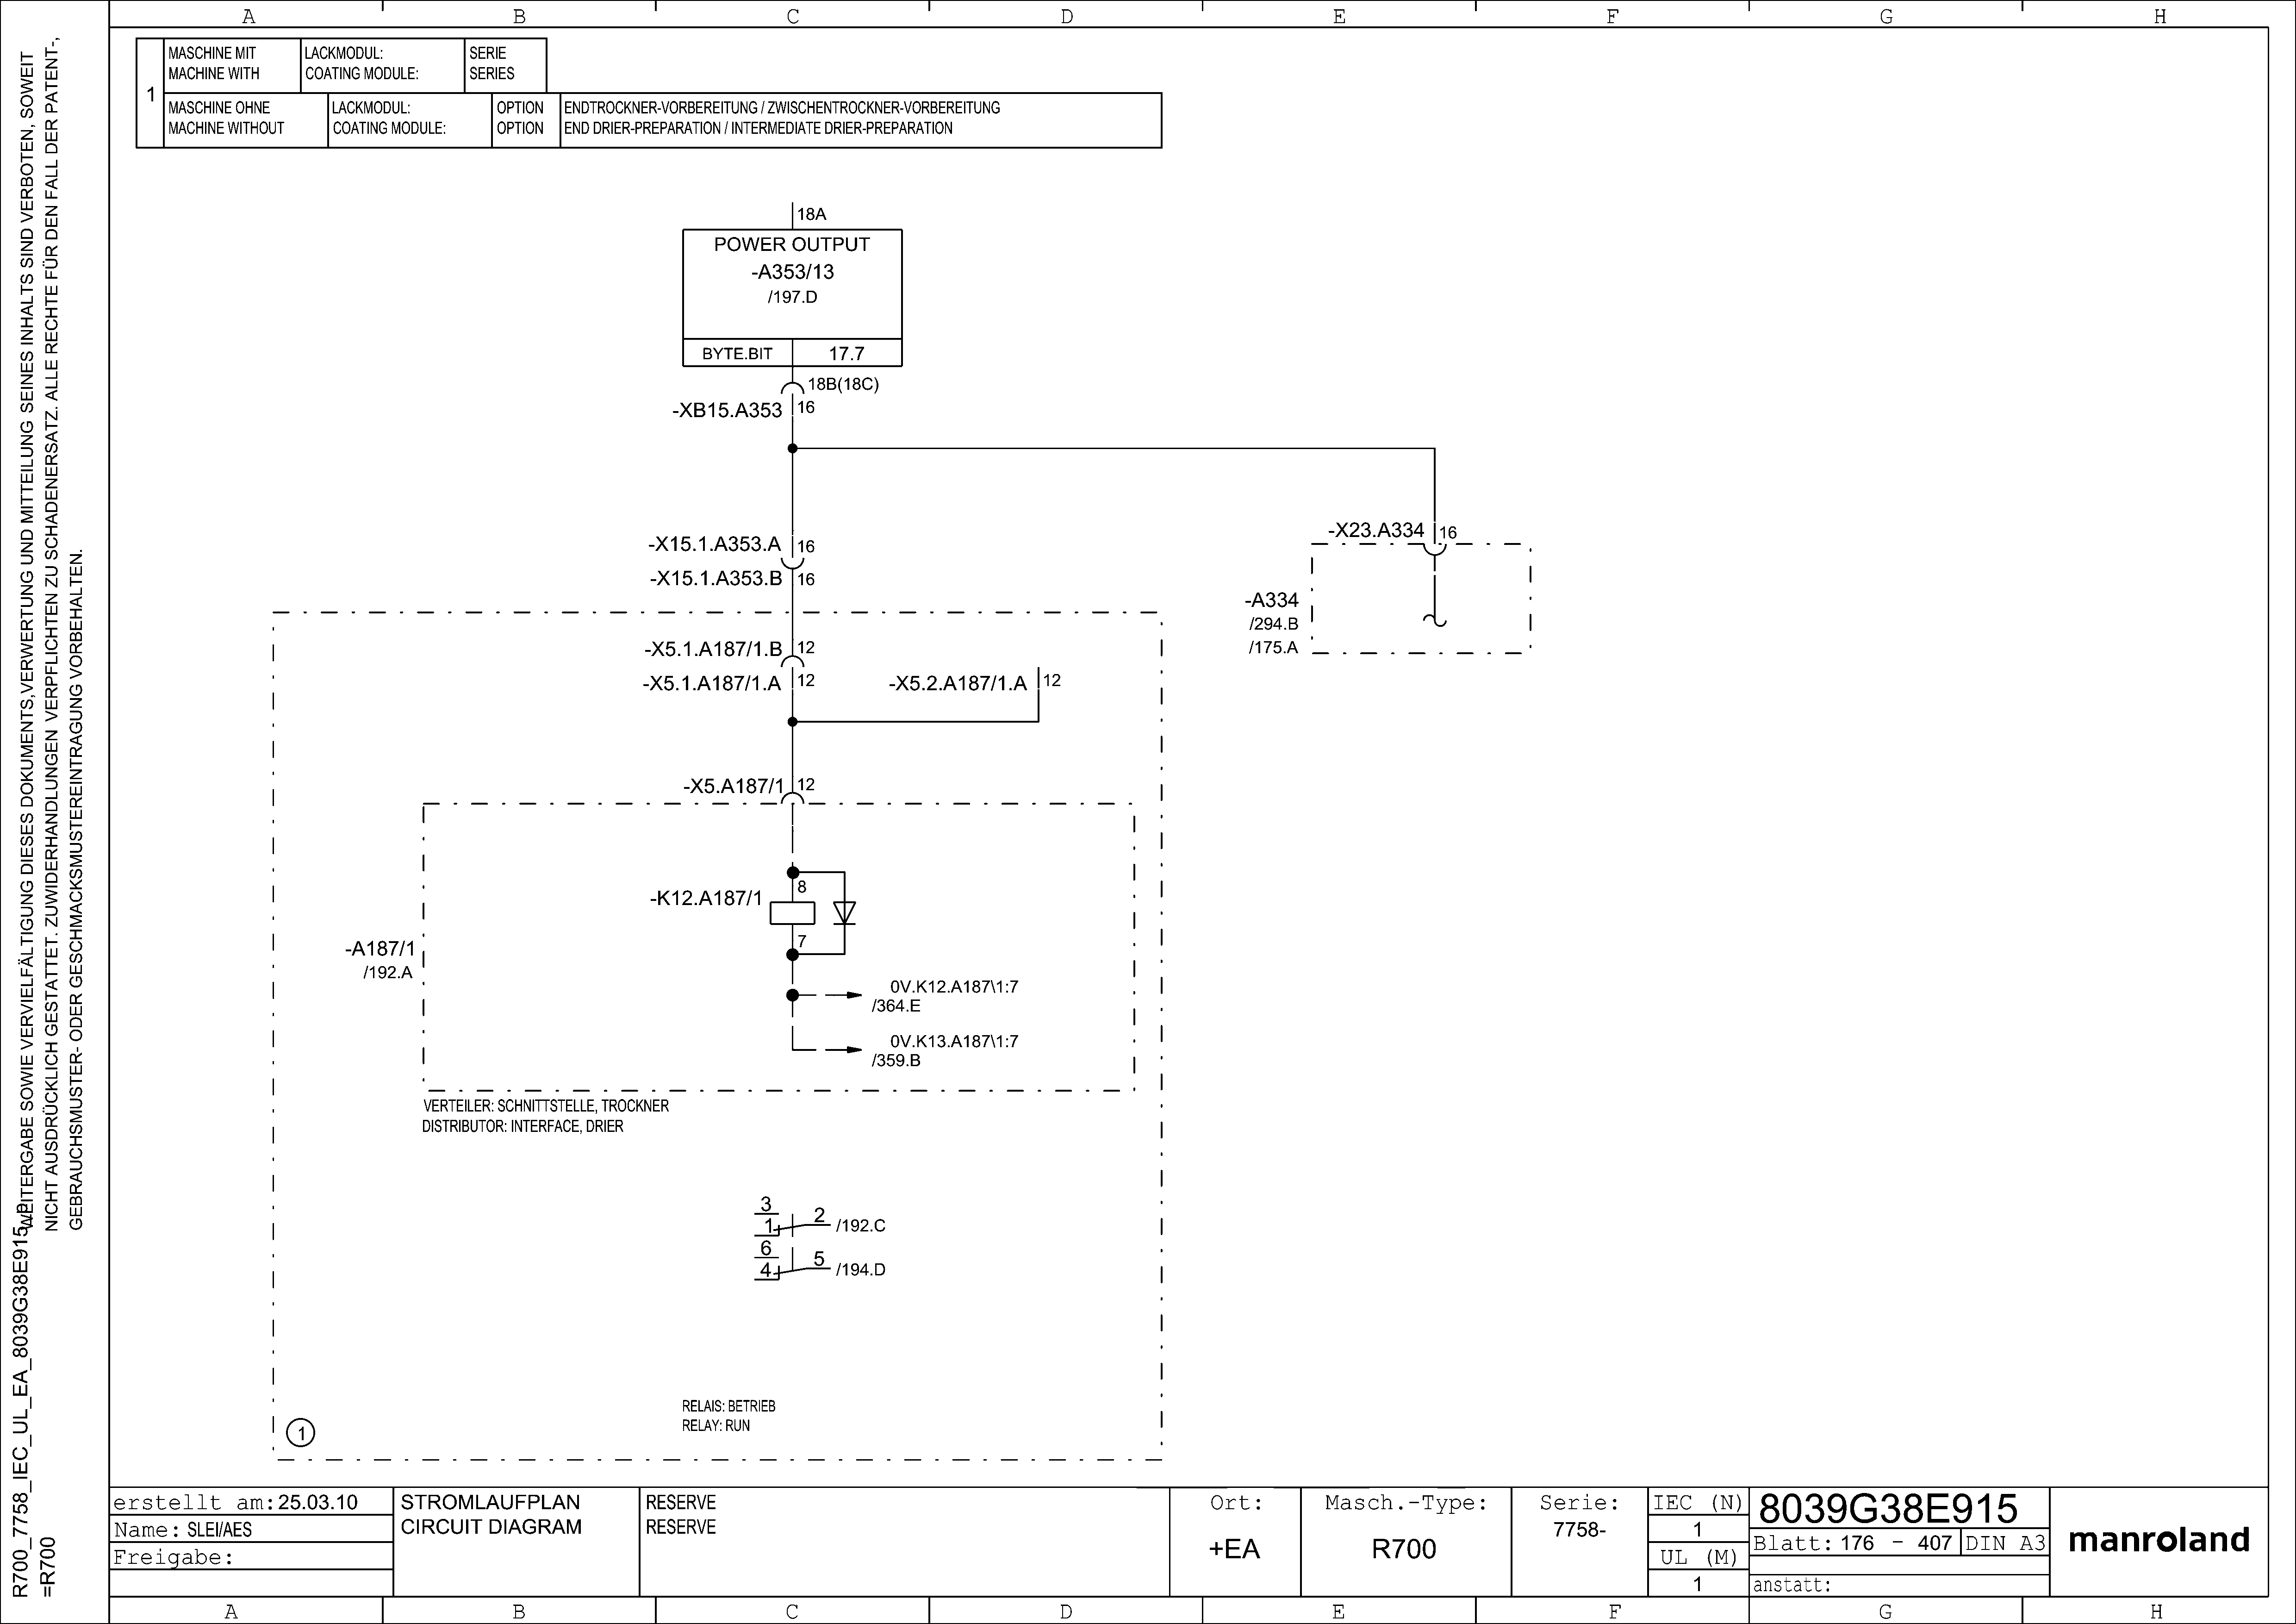 A B C D E F G H
1
MASCHINE MIT LACKMODUL: SERIE
MACHINE WITH COATING MODULE: SERIES
MASCHINE OHNE LACKMODUL: OPTION ENDTROCKNER-VORBEREITUNG / ZWISCHENTROCKNER-VORBEREITUNG
MACHINE WITHOUT COATING MODULE: OPTION END DRIER-PREPARATION / INTERMEDIATE DRIER-PREPARATION
18A
POWER OUTPUT
-A353/13
/197.D
BYTE.BIT 17.7
18B(18C)
-XB15.A353 16
-X15.1.A353.A 16
-X15.1.A353.B 16
-X23.A334 16
-A334
/294.B
/175.A
-X5.1.A187/1.B 12
-X5.1.A187/1.A 12
-X5.2.A187/1.A 12
-X5.A187/1 12
8
-K12.A187/1
7
-A187/1
/192.A
0V.K12.A187\1:7
/364.E
0V.K13.A187\1:7
/359.B
VERTEILER: SCHNITTSTELLE, TROCKNER
DISTRIBUTOR: INTERFACE, DRIER
3
1 2 /192.C
6
4 5 /194.D
RELAIS: BETRIEB
RELAY: RUN
1
WEITERGABE SOWIE VERVIELFÄLTIGUNG DIESES DOKUMENTS,VERWERTUNG UND MITTEILUNG SEINES INHALTS SIND VERBOTEN, SOWEIT
NICHT AUSDRÜCKLICH GESTATTET. ZUWIDERHANDLUNGEN VERPFLICHTEN ZU SCHADENERSATZ. ALLE RECHTE FÜR DEN FALL DER PATENT-,
GEBRAUCHSMUSTER- ODER GESCHMACKSMUSTEREINTRAGUNG VORBEHALTEN.
=R700
erstellt am: 25.03.10
Name: SLEI/AES
Freigabe:
STROMLAUFPLAN
CIRCUIT DIAGRAM
RESERVE
RESERVE
Ort:
+EA
Masch.-Type:
R700
Serie:
7758-
IEC (N)
1
UL (M)
1
8039G38E915
Blatt: 176 - 407 DIN A3
anstatt:
manroland
A B C D E F G H